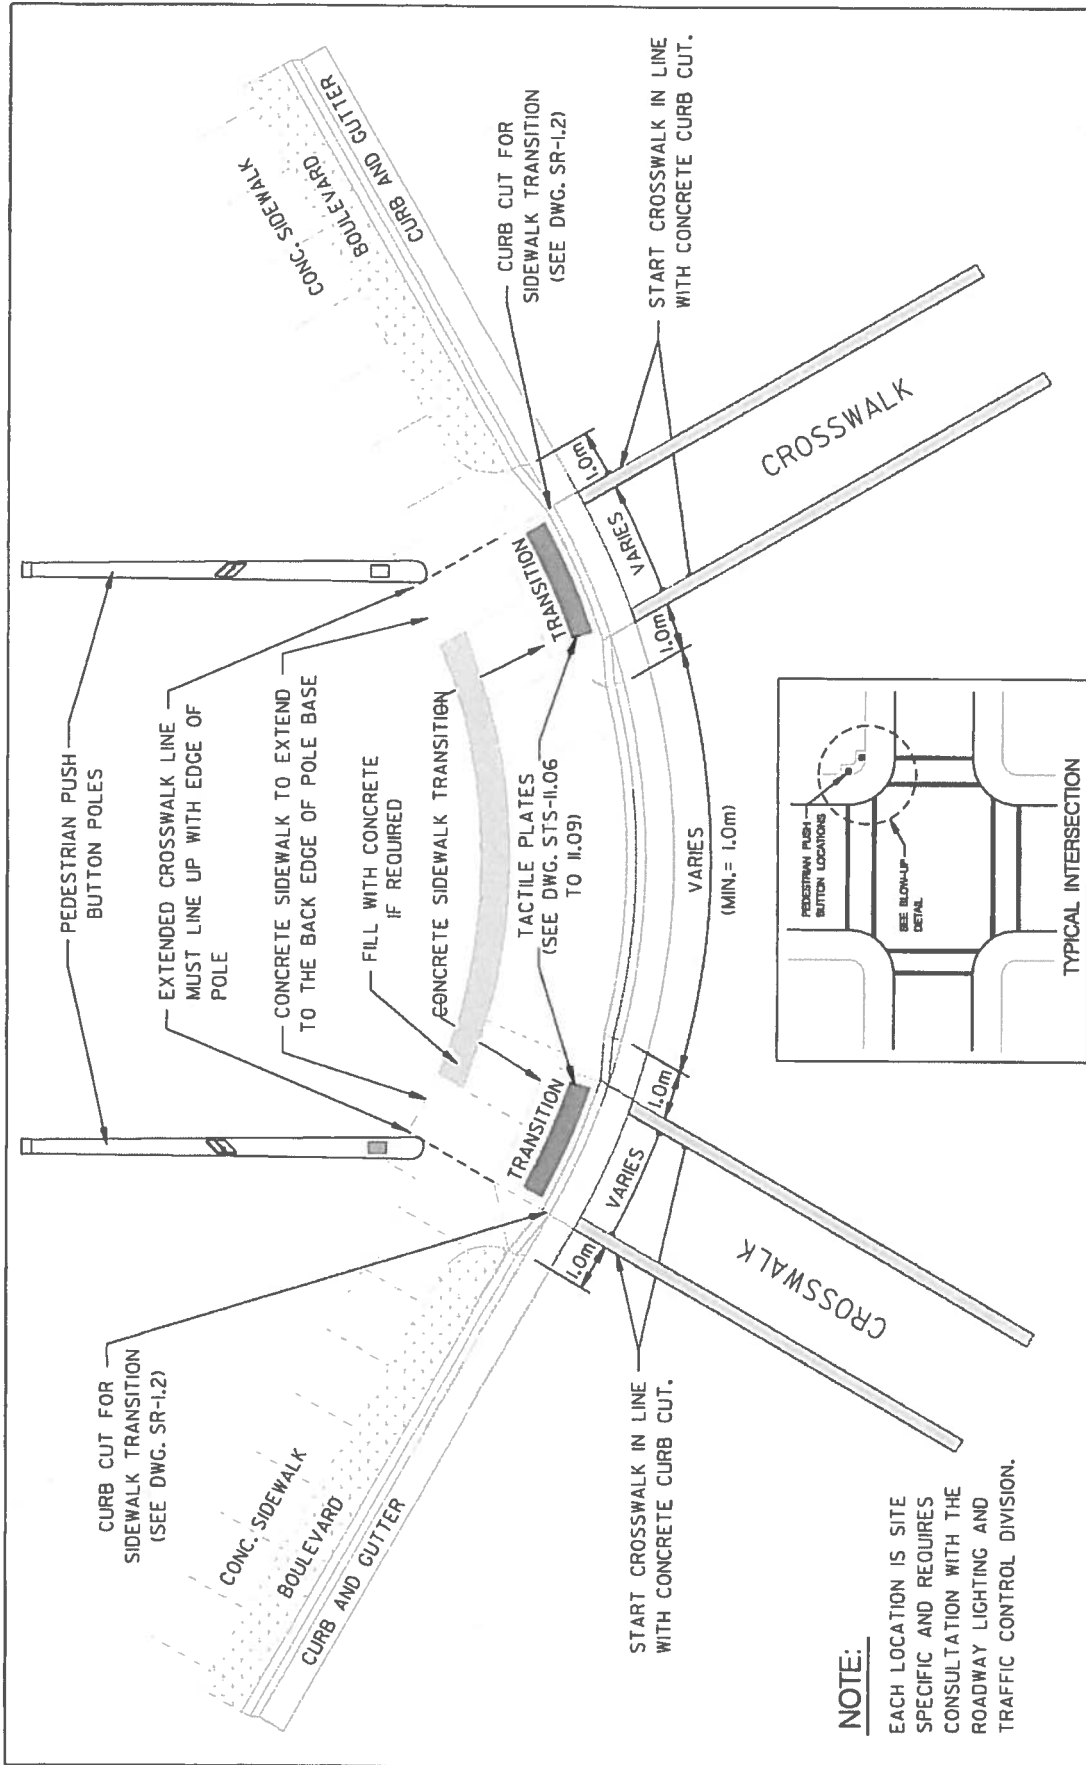 PEDESTRIAN PUSH
BUTTON POLES
EXTENDED CROSSWALK LINE
MUST LINE UP WITH EDGE OF
POLE
CONCRETE SIDEWALK TO EXTEND
TO THE BACK EDGE OF POLE BASE
FILL WITH CONCRETE
IF REQUIRED
CONCRETE SIDEWALK TRANSITION
TACTILE PLATES
(SEE DWG. STS-11.06
TO 11.09)
CURB CUT FOR
SIDEWALK TRANSITION
(SEE DWG. SR-1.2)
CONC. SIDEWALK
BOULEVARD
CURB AND GUTTER
TRANSITION
1.0m
VARIES
1.0m
CROSSWALK
START CROSSWALK IN LINE
WITH CONCRETE CURB CUT.
VARIES
(MIN.= 1.0m)
CONC. SIDEWALK
BOULEVARD
CURB AND GUTTER
CURB CUT FOR
SIDEWALK TRANSITION
(SEE DWG. SR-1.2)
TRANSITION
1.0m
VARIES
1.0m
CROSSWALK
START CROSSWALK IN LINE
WITH CONCRETE CURB CUT.
NOTE:
EACH LOCATION IS SITE
SPECIFIC AND REQUIRES
CONSULTATION WITH THE
ROADWAY LIGHTING AND
TRAFFIC CONTROL DIVISION.
PEDESTRIAN PUSH
BUTTON LOCATIONS
SEE BLOW-UP
DETAIL
TYPICAL INTERSECTION